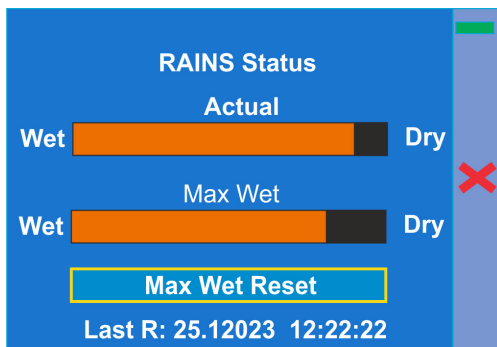 RAINS Status
Actual
Wet Dry
Max Wet
Wet Dry
Max Wet Reset
Last R: 25.12023 12:22:22